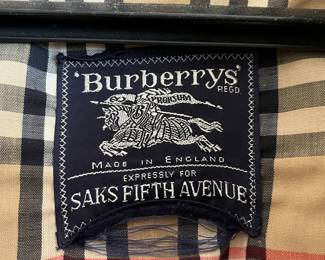 'Burberrys'
REGD.
PRORSUM
MADE IN ENGLAND
EXPRESSLY FOR
SAKS FIFTH AVENUE